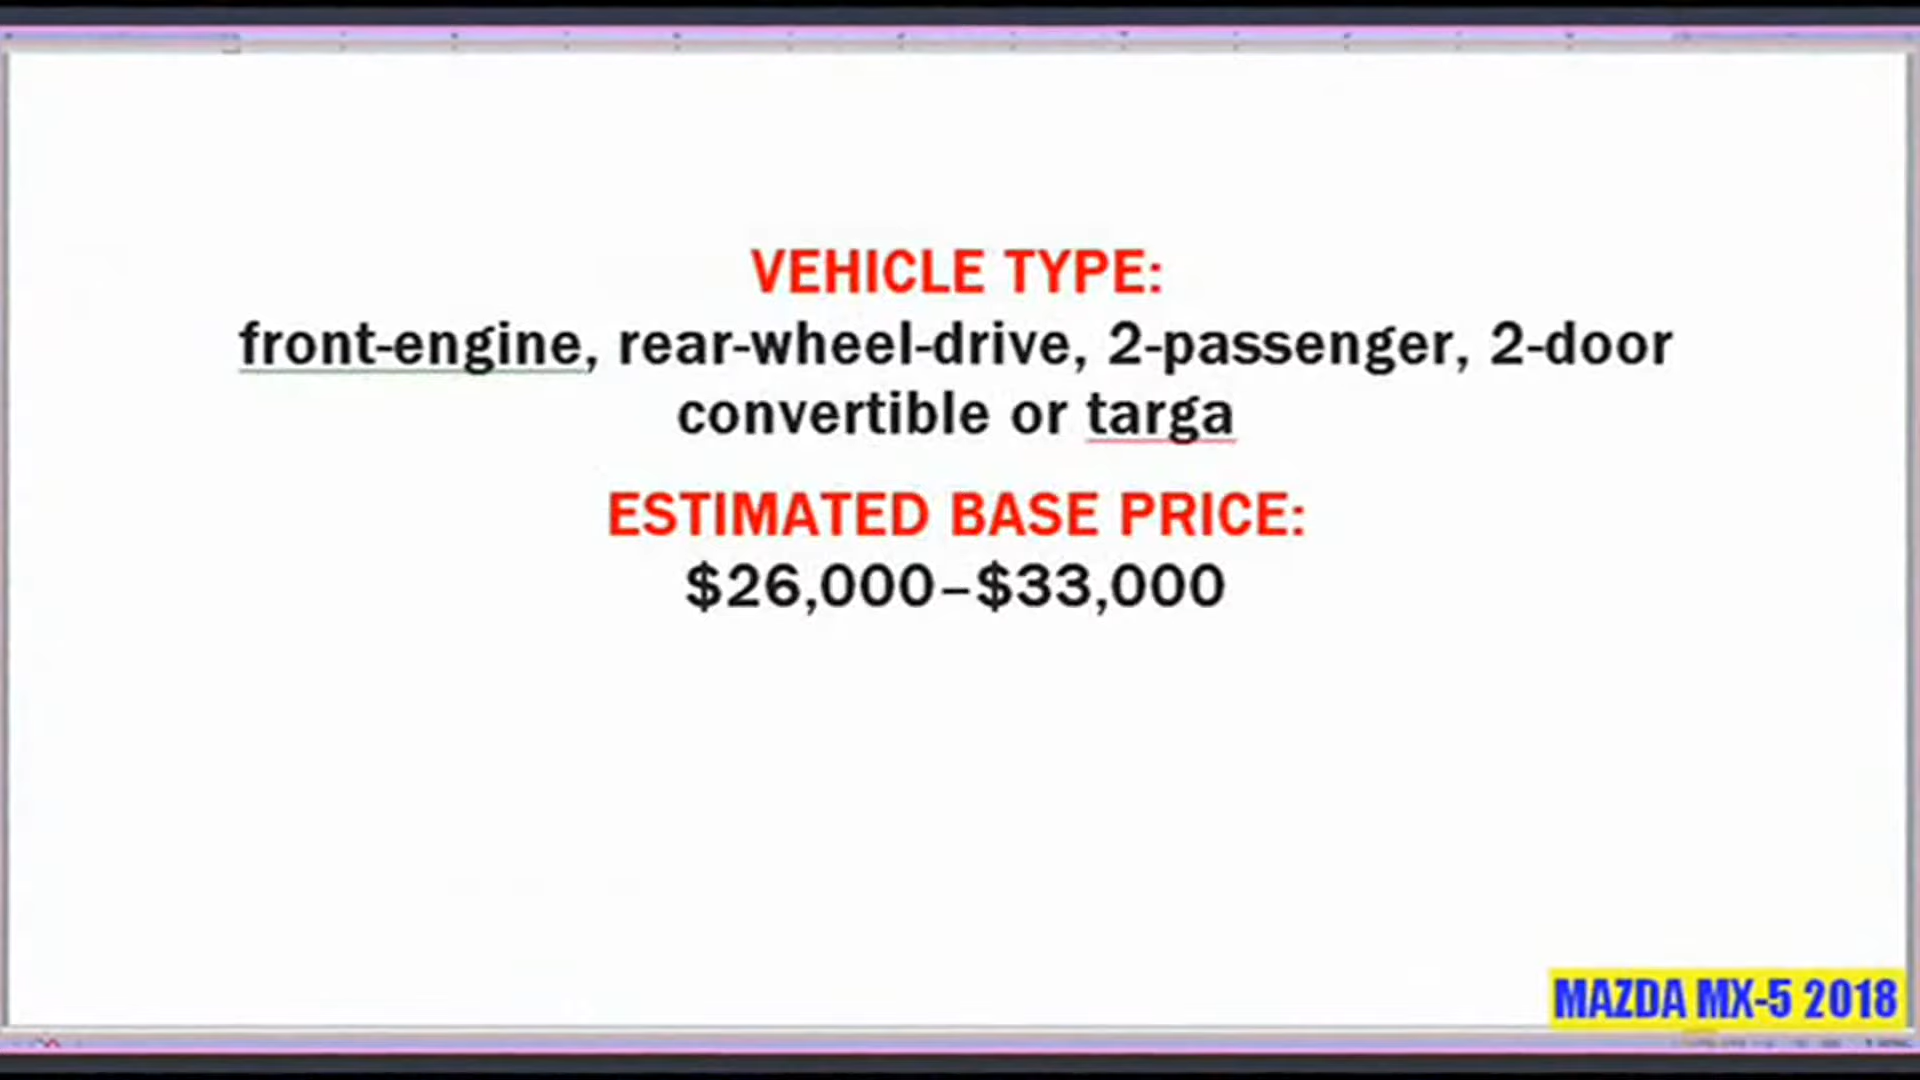 VEHICLE TYPE:
front-engine, rear-wheel-drive, 2-passenger, 2-door
convertible or targa
ESTIMATED BASE PRICE:
$26,000–$33,000
MAZDA MX-5 2018